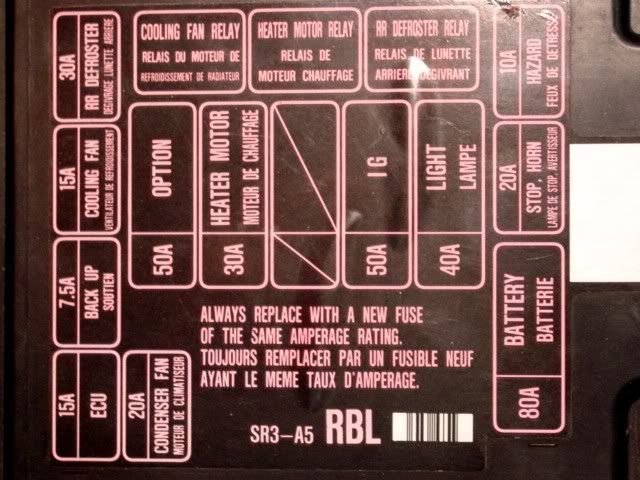 30A
RR DEFROSTER
DEGIVRAGE LUNETTE ARRIERE
COOLING FAN RELAY
RELAIS DU MOTEUR DE
REFROIDISSEMENT DE RADIATEUR
HEATER MOTOR RELAY
RELAIS DE
MOTEUR CHAUFFAGE
RR DEFROSTER RELAY
RELAIS DE LUNETTE
ARRIERE DEGIVRANT
10A
HAZARD
FEUX DE DETRESSE
15A
COOLING FAN
VENTILATEUR DE REFROIDISSEMENT
OPTION
50A
HEATER MOTOR
MOTEUR DE CHAUFFAGE
30A
IG
50A
LIGHT
LAMPE
40A
20A
STOP, HORN
LAMPE DE STOP, AVERTISSEUR
7.5A
BACK UP
SOUTIEN
BATTERY
BATTERIE
80A
15A
ECU
20A
CONDENSER FAN
MOTEUR DE CLIMATISEUR
ALWAYS REPLACE WITH A NEW FUSE
OF THE SAME AMPERAGE RATING.
TOUJOURS REMPLACER PAR UN FUSIBLE NEUF
AYANT LE MEME TAUX D'AMPERAGE.
SR3-A5 RBL